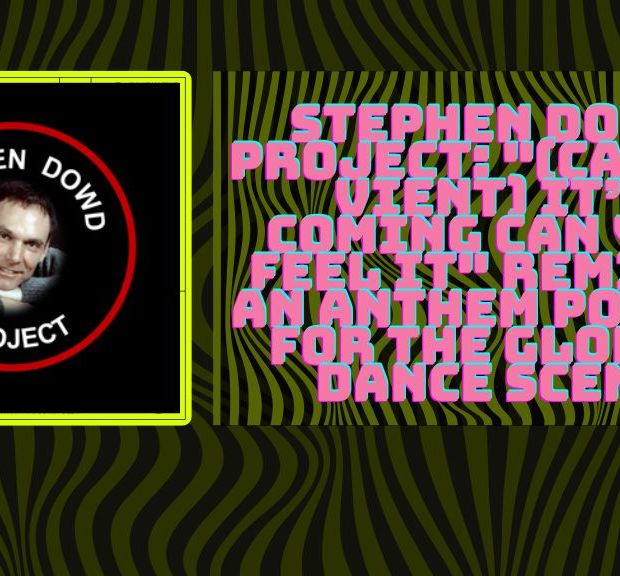 EN DOWD
OJECT
STEPHEN DO
PROJECT: "(CA
VIENT) IT'
COMING CAN Y
FEEL IT" REMI
AN ANTHEM PO
FOR THE GLO
DANCE SCEN